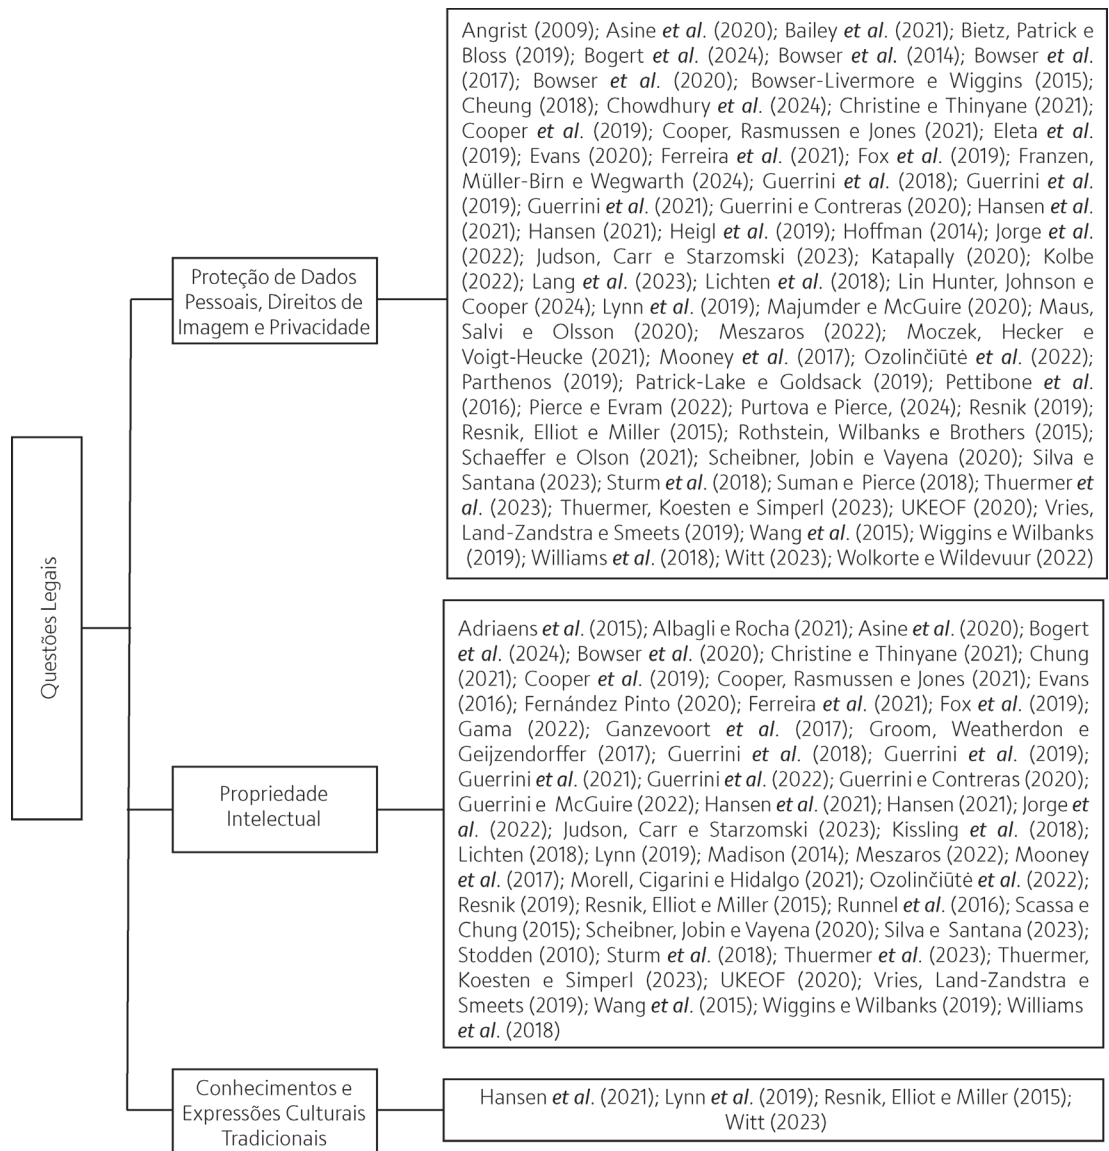 Questões Legais
Proteção de Dados
Pessoais, Direitos de
Imagem e Privacidade
Angrist (2009); Asine et al. (2020); Bailey et al. (2021); Bietz, Patrick e
Bloss (2019); Bogert et al. (2024); Bowser et al. (2014); Bowser et al.
(2017); Bowser et al. (2020); Bowser-Livermore e Wiggins (2015);
Cheung (2018); Chowdhury et al. (2024); Christine e Thinyane (2021);
Cooper et al. (2019); Cooper, Rasmussen e Jones (2021); Eleta et al.
(2019); Evans (2020); Ferreira et al. (2021); Fox et al. (2019); Franzen,
Müller-Birn e Wegwarth (2024); Guerrini et al. (2018); Guerrini et al.
(2019); Guerrini et al. (2021); Guerrini e Contreras (2020); Hansen et al.
(2021); Hansen (2021); Heigl et al. (2019); Hoffman (2014); Jorge et al.
(2022); Judson, Carr e Starzomski (2023); Katapally (2020); Kolbe
(2022); Lang et al. (2023); Lichten et al. (2018); Lin Hunter, Johnson e
Cooper (2024); Lynn et al. (2019); Majumder e McGuire (2020); Maus,
Salvi e Olsson (2020); Meszaros (2022); Moczek, Hecker e
Voigt-Heucke (2021); Mooney et al. (2017); Ozolinčiūtė et al. (2022);
Parthenos (2019); Patrick-Lake e Goldsack (2019); Pettibone et al.
(2016); Pierce e Evram (2022); Purtova e Pierce, (2024); Resnik (2019);
Resnik, Elliot e Miller (2015); Rothstein, Wilbanks e Brothers (2015);
Schaeffer e Olson (2021); Scheibner, Jobin e Vayena (2020); Silva e
Santana (2023); Sturm et al. (2018); Suman e Pierce (2018); Thuermer et
al. (2023); Thuermer, Koesten e Simperl (2023); UKEOF (2020); Vries,
Land-Zandstra e Smeets (2019); Wang et al. (2015); Wiggins e Wilbanks
(2019); Williams et al. (2018); Witt (2023); Wolkorte e Wildevuur (2022)
Propriedade
Intelectual
Adriaens et al. (2015); Albagli e Rocha (2021); Asine et al. (2020); Bogert
et al. (2024); Bowser et al. (2020); Christine e Thinyane (2021); Chung
(2021); Cooper et al. (2019); Cooper, Rasmussen e Jones (2021); Evans
(2016); Fernández Pinto (2020); Ferreira et al. (2021); Fox et al. (2019);
Gama (2022); Ganzevoort et al. (2017); Groom, Weatherdon e
Geijzendorffer (2017); Guerrini et al. (2018); Guerrini et al. (2019);
Guerrini et al. (2021); Guerrini et al. (2022); Guerrini e Contreras (2020);
Guerrini e McGuire (2022); Hansen et al. (2021); Hansen (2021); Jorge et
al. (2022); Judson, Carr e Starzomski (2023); Kissling et al. (2018);
Lichten (2018); Lynn (2019); Madison (2014); Meszaros (2022); Mooney
et al. (2017); Morell, Cigarini e Hidalgo (2021); Ozolinčiūtė et al. (2022);
Resnik (2019); Resnik, Elliot e Miller (2015); Runnel et al. (2016); Scassa e
Chung (2015); Scheibner, Jobin e Vayena (2020); Silva e Santana (2023);
Stodden (2010); Sturm et al. (2018); Thuermer et al. (2023); Thuermer,
Koesten e Simperl (2023); UKEOF (2020); Vries, Land-Zandstra e
Smeets (2019); Wang et al. (2015); Wiggins e Wilbanks (2019); Williams
et al. (2018)
Conhecimentos e
Expressões Culturais
Tradicionais
Hansen et al. (2021); Lynn et al. (2019); Resnik, Elliot e Miller (2015);
Witt (2023)